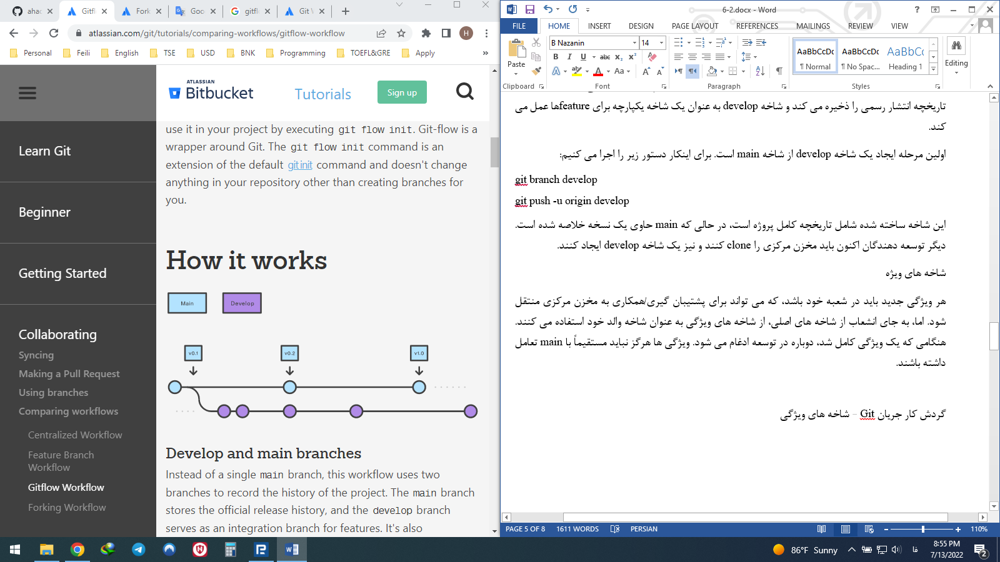 ahac
Gitfl
Fork
Goo
gitfl
Git \
atlassian.com/git/tutorials/comparing-workflows/gitflow-workflow
H
Personal
Feili
English
TSE
USD
BNK
Programming
TOEFL&GRE
Apply
»
Learn Git
Beginner
Getting Started
Collaborating
Syncing
Making a Pull Request
Using branches
Comparing workflows
Centralized Workflow
Feature Branch
Workflow
Gitflow Workflow
Forking Workflow
ATLASSIAN
Bitbucket
Tutorials
Sign up
use it in your project by executing git flow init. Git-flow is a
wrapper around Git. The git flow init command is an
extension of the default git init command and doesn't change
anything in your repository other than creating branches for
you.
How it works
Main
Develop
v0.1
v0.2
v1.0
Develop and main branches
Instead of a single main branch, this workflow uses two
branches to record the history of the project. The main branch
stores the official release history, and the develop branch
serves as an integration branch for features. It's also
6-2.docx - Word
FILE
HOME
INSERT
DESIGN
PAGE LAYOUT
REFERENCES
MAILINGS
REVIEW
VIEW
Paste
Clipboard
B Nazanin
14
B I U abc x₂ x²
A ab A Aa A A
Font
Paragraph
AaBbCcDc
¶ Normal
AaBbCcDc
¶ No Spac...
AaBbCc
Heading 1
Styles
Editing
تاریخچه انتشار رسمی را ذخیره می کند و شاخه develop به عنوان یک شاخه یکپارچه برای featureها عمل می
کند.
اولین مرحله ایجاد یک شاخه develop از شاخه main است. برای اینکار دستور زیر را اجرا می کنیم:
git branch develop
git push -u origin develop
این شاخه ساخته شده شامل تاریخچه کامل پروژه است، در حالی که main حاوی یک نسخه خلاصه شده است.
دیگر توسعه دهندگان اکنون باید مخزن مرکزی را clone کنند و نیز یک شاخه develop ایجاد کنند.
شاخه های ویژه
هر ویژگی جدید باید در شعبه خود باشد، که می تواند برای پشتیبان گیری/همکاری به مخزن مرکزی منتقل
شود. اما، به جای انشعاب از شاخه های اصلی، از شاخه های ویژگی به عنوان شاخه والد خود استفاده می کنند.
هنگامی که یک ویژگی کامل شد، دوباره در توسعه ادغام می شود. ویژگی ها هرگز نباید مستقیماً با main تعامل
داشته باشند.
گردش کار جریان Git - شاخه های ویژگی
PAGE 5 OF 8
1611 WORDS
PERSIAN
110%
86°F Sunny
فا
8:55 PM
7/13/2022
2